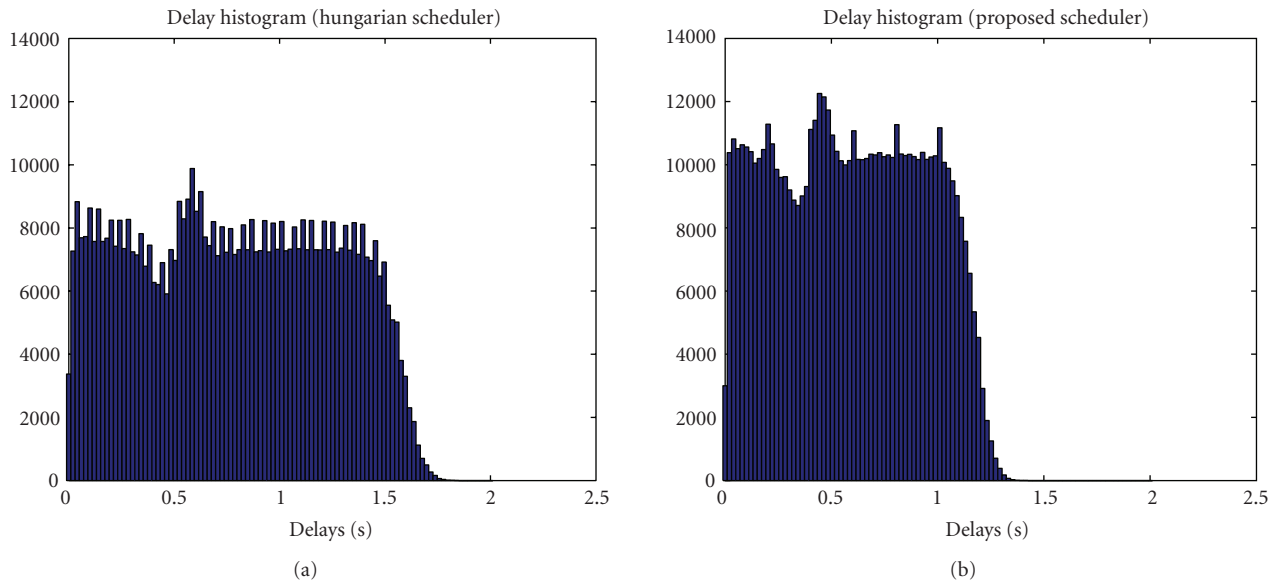 Delay histogram (hungarian scheduler)
14000
12000
10000
8000
6000
4000
2000
0
0 0.5 1 1.5 2 2.5
Delays (s)
(a)
Delay histogram (proposed scheduler)
14000
12000
10000
8000
6000
4000
2000
0
0 0.5 1 1.5 2 2.5
Delays (s)
(b)